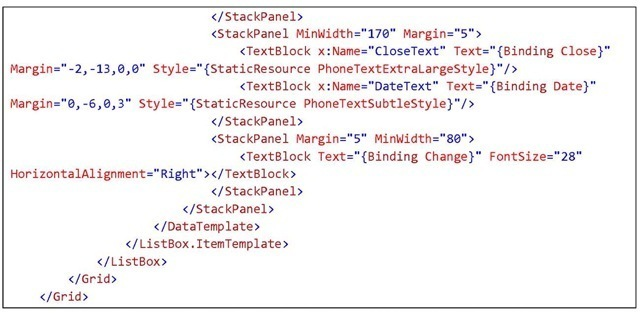 </StackPanel>
<StackPanel MinWidth="170" Margin="5">
<TextBlock x:Name="CloseText" Text="{Binding Close}"
Margin="-2,-13,0,0" Style="{StaticResource PhoneTextExtraLargeStyle}"/>
<TextBlock x:Name="DateText" Text="{Binding Date}"
Margin="0,-6,0,3" Style="{StaticResource PhoneTextSubtleStyle}"/>
</StackPanel>
<StackPanel Margin="5" MinWidth="80">
<TextBlock Text="{Binding Change}" FontSize="28"
HorizontalAlignment="Right"></TextBlock>
</StackPanel>
</StackPanel>
</DataTemplate>
</ListBox.ItemTemplate>
</ListBox>
</Grid>
</Grid>